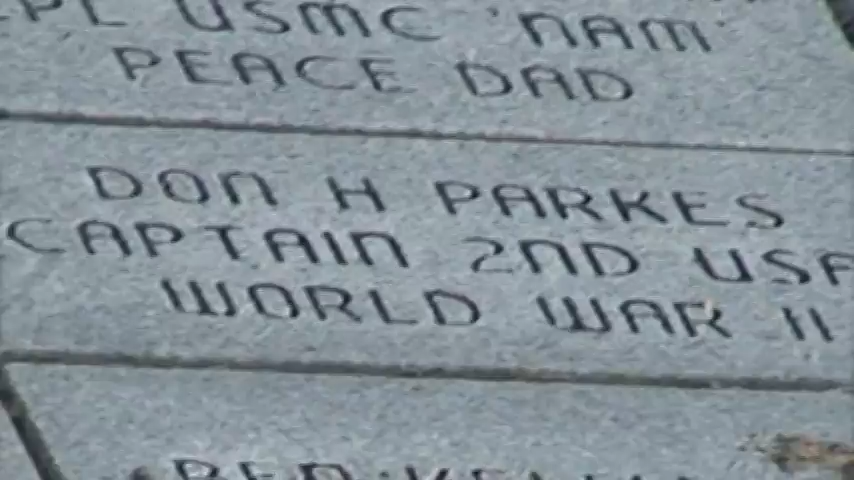 USMC 'NAM'
PEACE DAD
DON H PARKES
CAPTAIN 2ND
WORLD WAR II